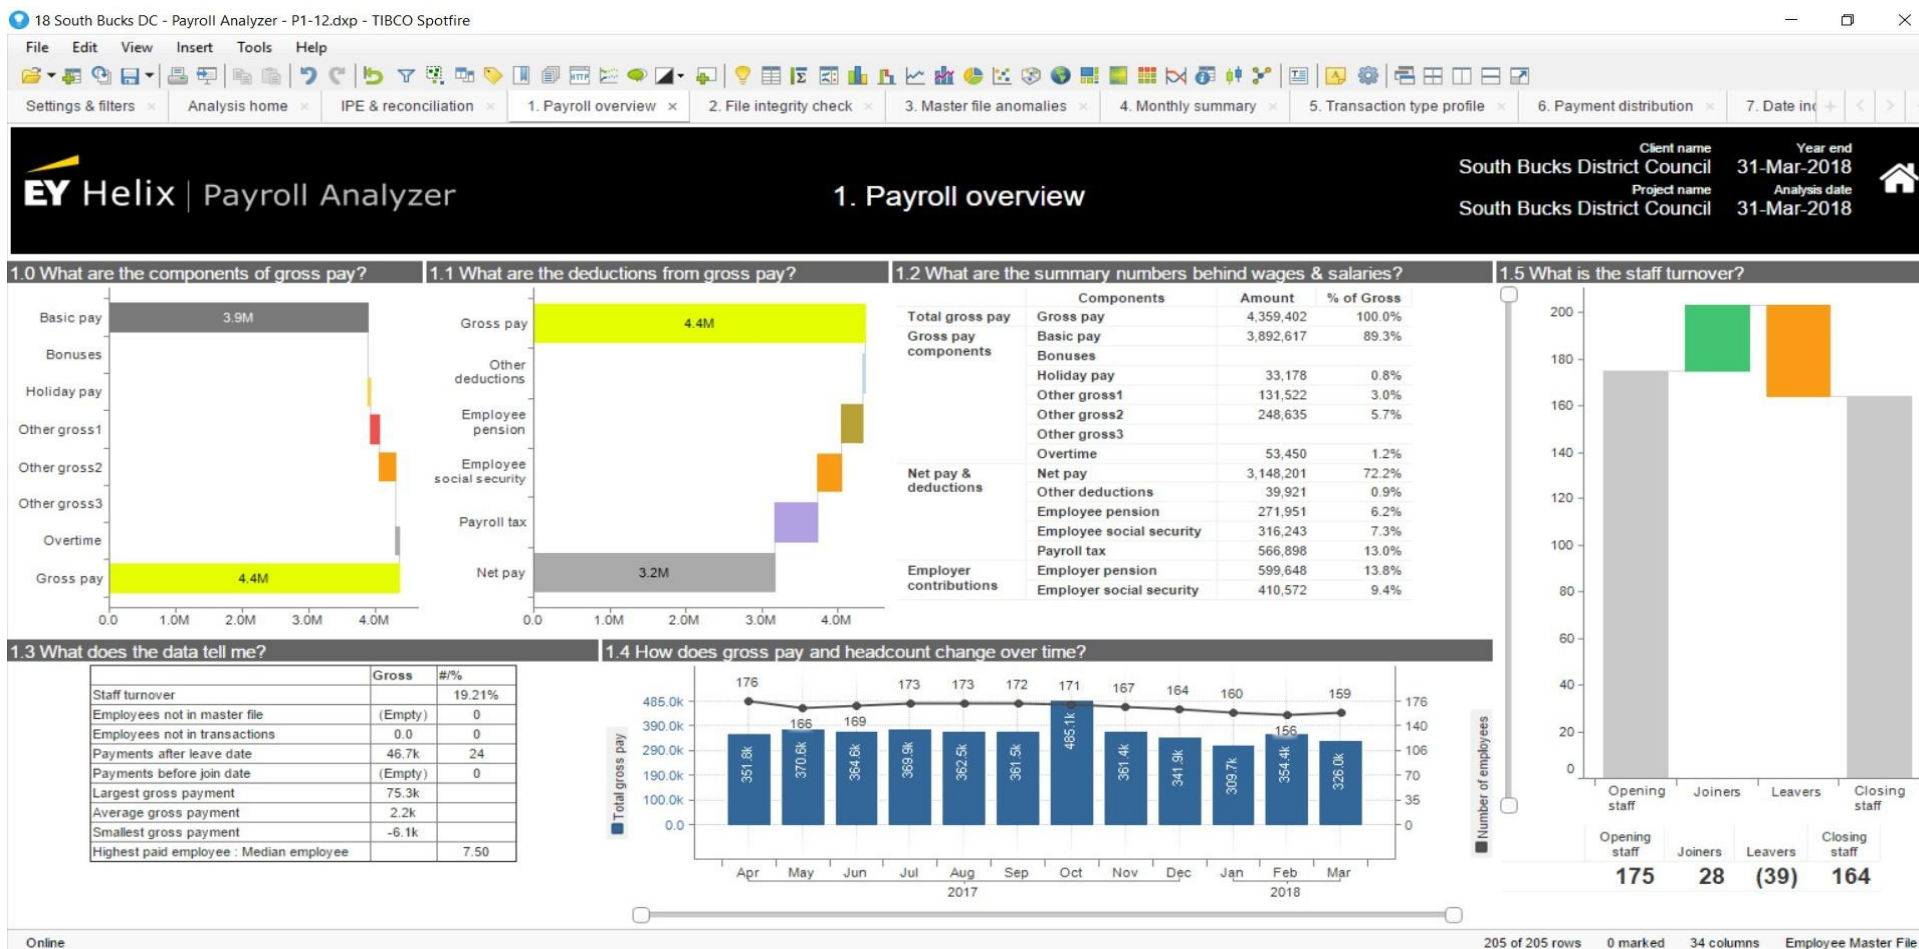 18 South Bucks DC - Payroll Analyzer - P1-12.dxp - TIBCO Spotfire
File Edit View Insert Tools Help
Settings & filters Analysis home IPE & reconciliation 1. Payroll overview 2. File integrity check 3. Master file anomalies 4. Monthly summary 5. Transaction type profile 6. Payment distribution 7. Date in
EY Helix | Payroll Analyzer
1. Payroll overview
Client name Year end
South Bucks District Council 31-Mar-2018
Project name Analysis date
South Bucks District Council 31-Mar-2018
1.0 What are the components of gross pay?
Basic pay 3.9M
Bonuses
Holiday pay
Other gross1
Other gross2
Other gross3
Overtime
Gross pay 4.4M
0.0 1.0M 2.0M 3.0M 4.0M
1.1 What are the deductions from gross pay?
Gross pay 4.4M
Other
deductions
Employee
pension
Employee
social security
Payroll tax
Net pay 3.2M
0.0 1.0M 2.0M 3.0M 4.0M
1.2 What are the summary numbers behind wages & salaries?
Components Amount % of Gross
Total gross pay Gross pay 4,359,402 100.0%
Gross pay Basic pay 3,892,617 89.3%
components Bonuses
Holiday pay 33,178 0.8%
Other gross1 131,522 3.0%
Other gross2 248,635 5.7%
Other gross3
Overtime 53,450 1.2%
Net pay & Net pay 3,148,201 72.2%
deductions Other deductions 39,921 0.9%
Employee pension 271,951 6.2%
Employee social security 316,243 7.3%
Payroll tax 566,898 13.0%
Employer Employer pension 599,648 13.8%
contributions Employer social security 410,572 9.4%
1.3 What does the data tell me?
Gross #/%
Staff turnover 19.21%
Employees not in master file (Empty) 0
Employees not in transactions 0.0 0
Payments after leave date 46.7k 24
Payments before join date (Empty) 0
Largest gross payment 75.3k
Average gross payment 2.2k
Smallest gross payment -6.1k
Highest paid employee : Median employee 7.50
1.4 How does gross pay and headcount change over time?
Total gross pay
485.0k
390.0k
290.0k
190.0k
100.0k
0.0
176 166 169 173 173 172 171 167 164 160 156 159
351.8k 370.6k 364.6k 369.9k 362.5k 361.5k 485.1k 361.4k 341.9k 309.7k 354.4k 326.0k
176
140
106
70
35
0
Number of employees
Apr May Jun Jul Aug Sep Oct Nov Dec Jan Feb Mar
2017 2018
1.5 What is the staff turnover?
200
180
160
140
120
100
80
60
40
20
0
Opening Joiners Leavers Closing
staff staff
Opening Closing
staff Joiners Leavers staff
175 28 (39) 164
Online 205 of 205 rows 0 marked 34 columns Employee Master File